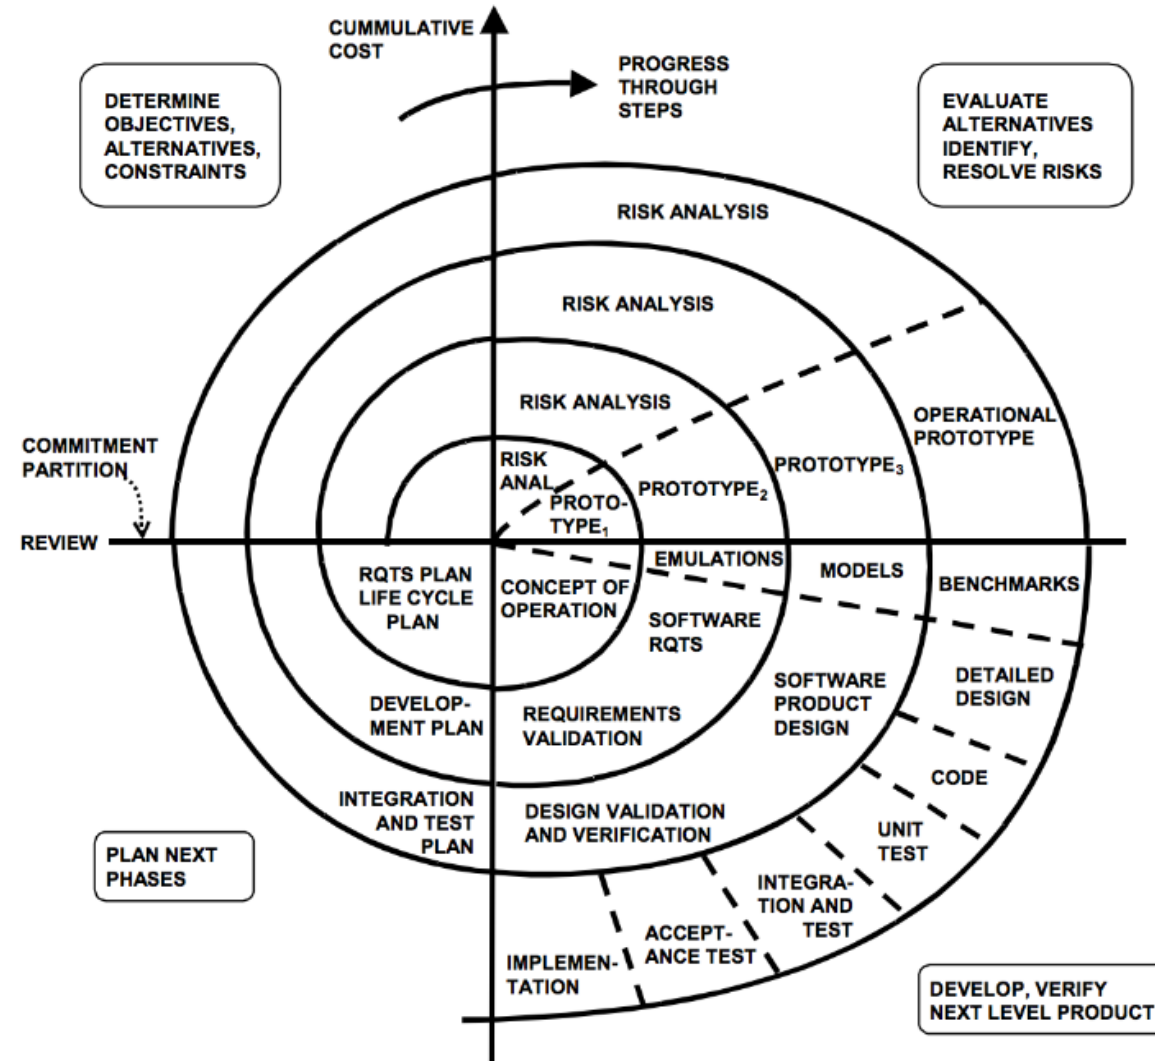 CUMMULATIVE
COST
PROGRESS
THROUGH
STEPS
DETERMINE
OBJECTIVES,
ALTERNATIVES,
CONSTRAINTS
EVALUATE
ALTERNATIVES
IDENTIFY,
RESOLVE RISKS
RISK ANALYSIS
RISK ANALYSIS
RISK ANALYSIS
RISK
ANAL.
PROTO-
TYPE1
PROTOTYPE2
PROTOTYPE3
OPERATIONAL
PROTOTYPE
COMMITMENT
PARTITION
REVIEW
EMULATIONS
MODELS
BENCHMARKS
RQTS PLAN
LIFE CYCLE
PLAN
CONCEPT OF
OPERATION
SOFTWARE
RQTS
SOFTWARE
PRODUCT
DESIGN
DETAILED
DESIGN
DEVELOP-
MENT PLAN
REQUIREMENTS
VALIDATION
CODE
INTEGRATION
AND TEST
PLAN
DESIGN VALIDATION
AND VERIFICATION
UNIT
TEST
PLAN NEXT
PHASES
INTEGRA-
TION AND
TEST
ACCEPT-
ANCE TEST
IMPLEMEN-
TATION
DEVELOP, VERIFY
NEXT LEVEL PRODUCT